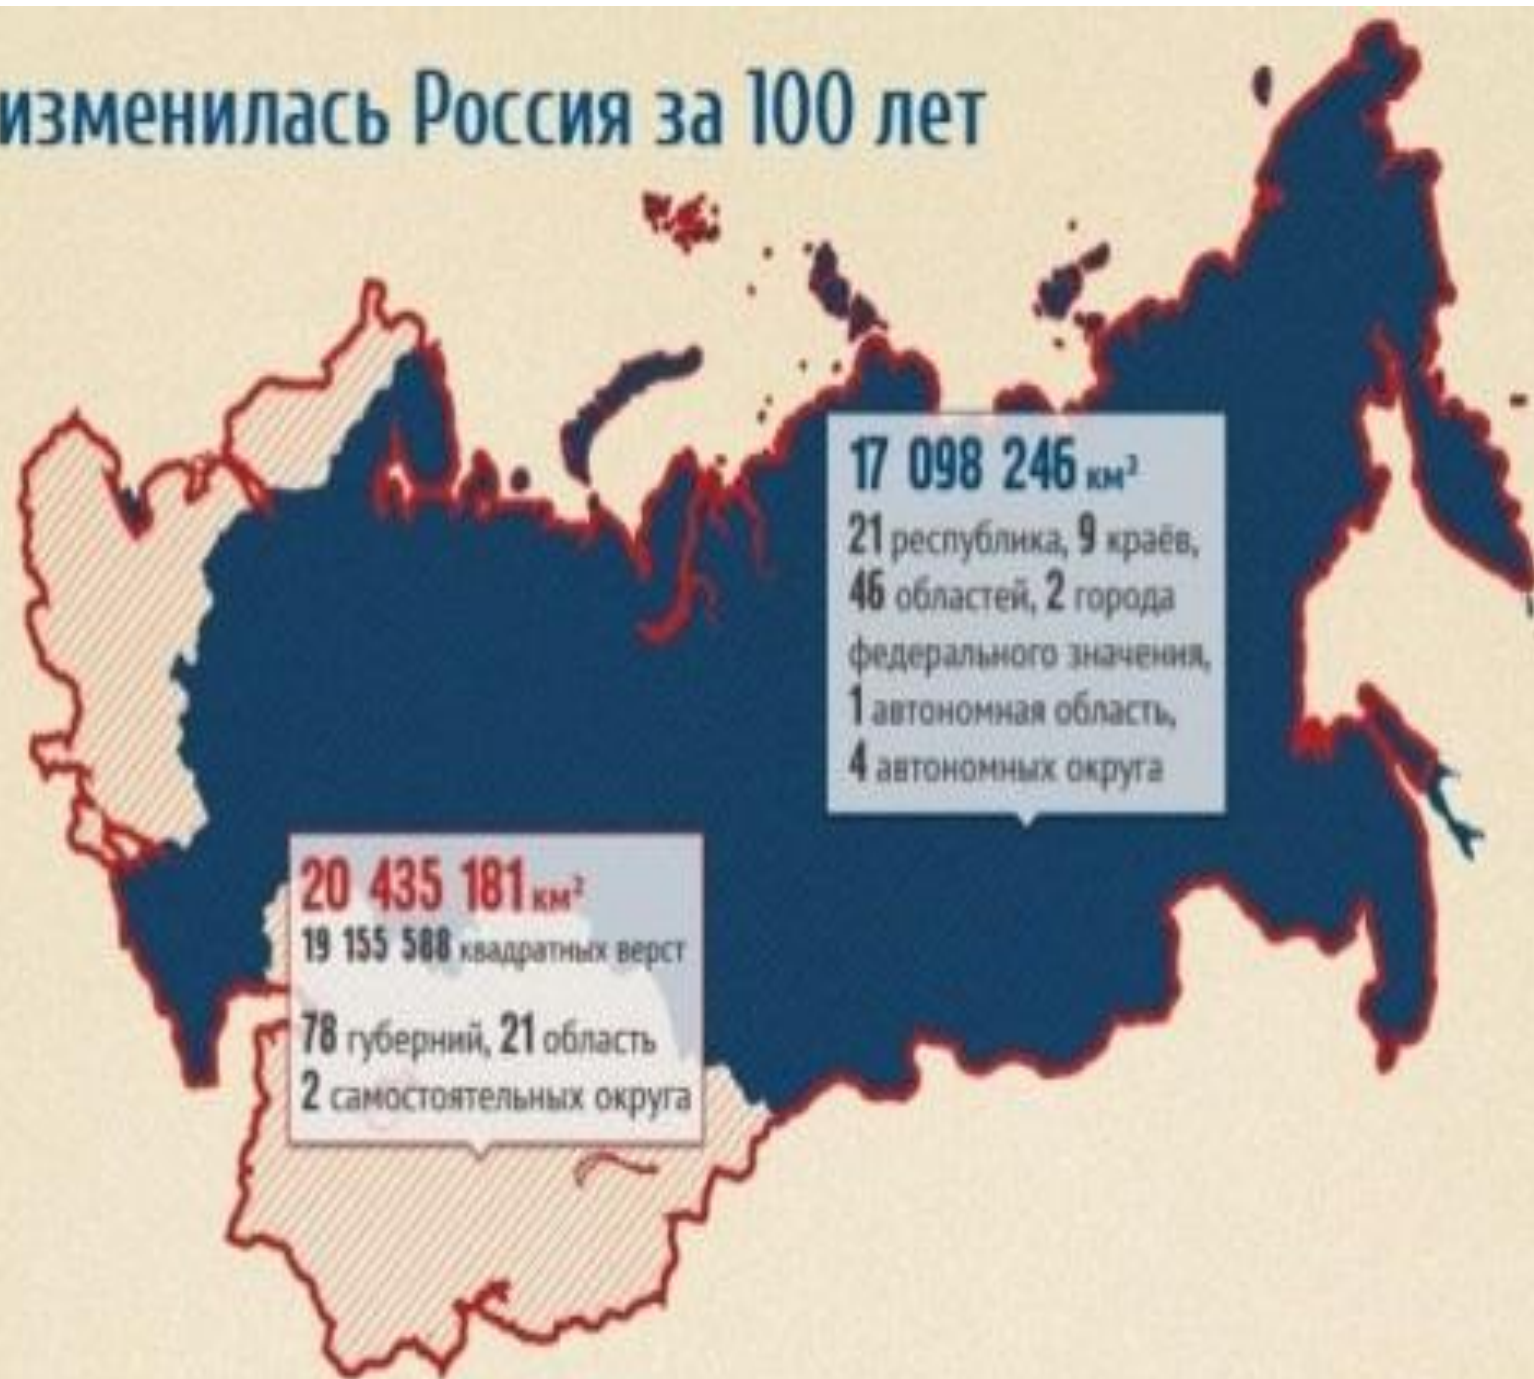 изменилась Россия за 100 лет
17 098 246 км²
21 республика, 9 краёв,
46 областей, 2 города
федерального значения,
1 автономная область,
4 автономных округа
20 435 181 км²
19 155 588 квадратных верст
78 губерний, 21 область
2 самостоятельных округа